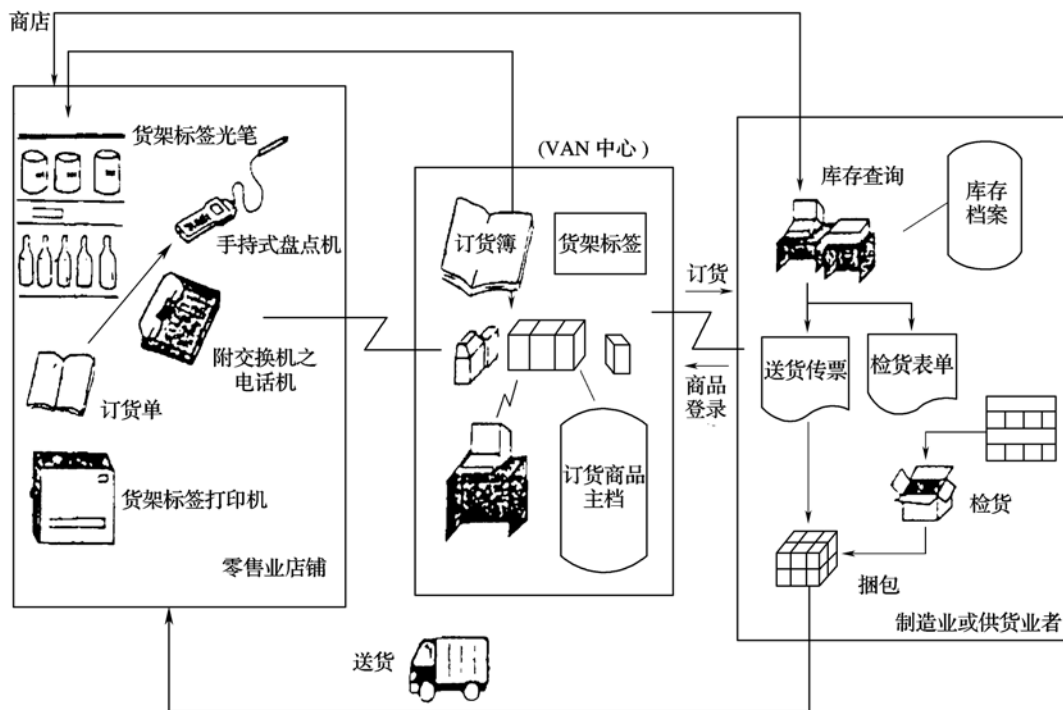 商店
货架标签光笔
手持式盘点机
附交换机之
电话机
订货单
货架标签打印机
零售业店铺
(VAN 中心)
订货簿
货架标签
订货商品
主档
订货
商品
登录
库存查询
库存
档案
送货传票
检货表单
检货
捆包
制造业或供货业者
送货